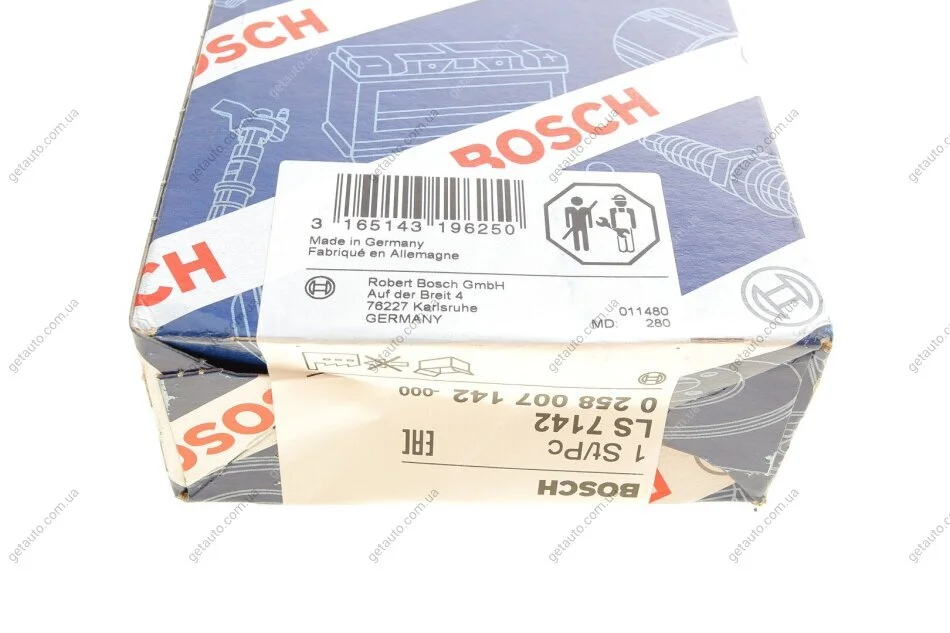 BOSCH
BOSCH
3 165143 196250
Made in Germany
Fabriqué en Allemagne
Robert Bosch GmbH
Auf der Breit 4
76227 Karlsruhe
GERMANY
011480
MD: 280
CH
BOSCH
0 258 007 142 -000
LS 7142
1 St/Pc
EAC
BOSCH
getauto.com.ua